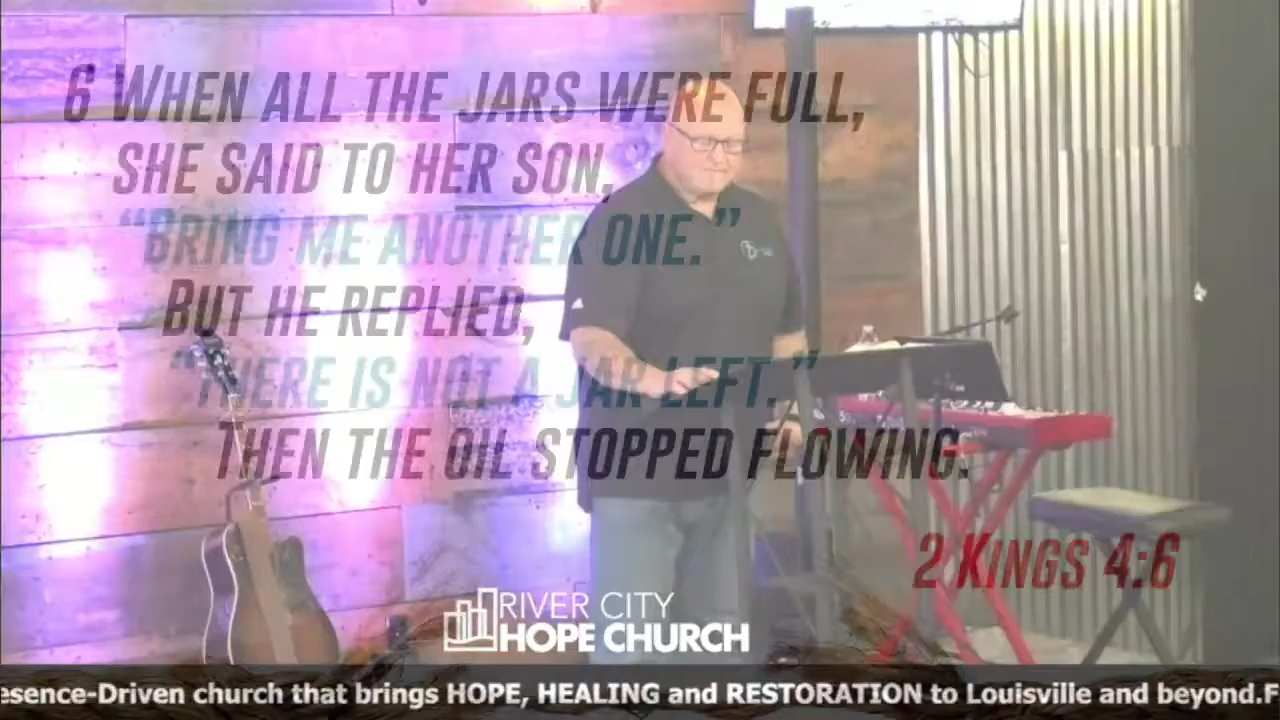 6 WHEN ALL THE JARS WERE FULL,
SHE SAID TO HER SON,
“BRING ME ANOTHER ONE.”
BUT HE REPLIED,
“THERE IS NOT A JAR LEFT.”
THEN THE OIL STOPPED FLOWING.
2 KINGS 4:6
RIVER CITY
HOPE CHURCH
esence-Driven church that brings HOPE, HEALING and RESTORATION to Louisville and beyond.F